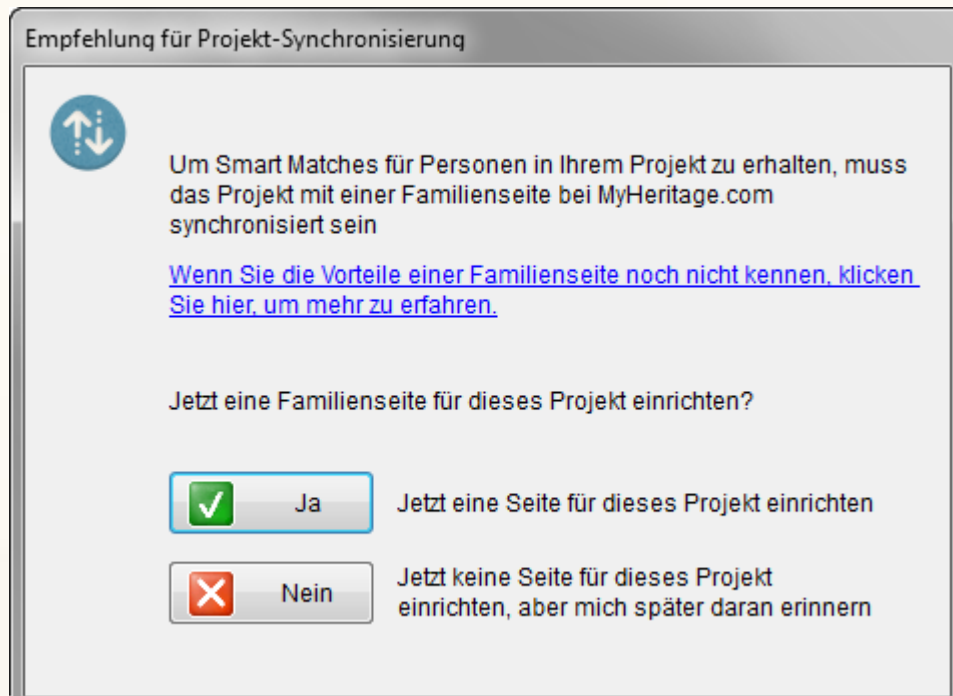 Empfehlung für Projekt-Synchronisierung
Um Smart Matches für Personen in Ihrem Projekt zu erhalten, muss
das Projekt mit einer Familienseite bei MyHeritage.com
synchronisiert sein
Wenn Sie die Vorteile einer Familienseite noch nicht kennen, klicken
Sie hier, um mehr zu erfahren.
Jetzt eine Familienseite für dieses Projekt einrichten?
Ja
Jetzt eine Seite für dieses Projekt einrichten
Nein
Jetzt keine Seite für dieses Projekt
einrichten, aber mich später daran erinnern